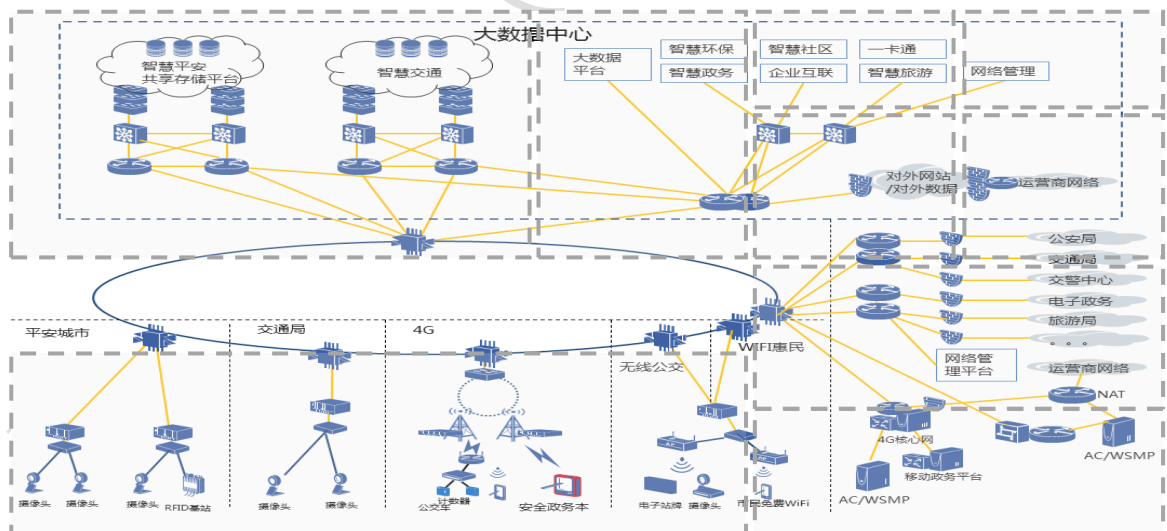 大数据中心
智慧平安
共享存储平台
智慧交通
大数据
平台
智慧环保
智慧社区
一卡通
智慧政务
企业互联
智慧旅游
网络管理
对外网站
/对外数据
运营商网络
公安局
交通局
交警中心
电子政务
旅游局
。。。
网络管
理平台
运营商网络
NAT
平安城市
交通局
4G
无线公交
WIFI惠民
4G核心网
移动政务平台
AC/WSMP
AC/WSMP
摄像头
摄像头
摄像头
RFID基站
摄像头
摄像头
计数器
公交车
安全政务本
电子站牌
摄像头
市民免费WiFi